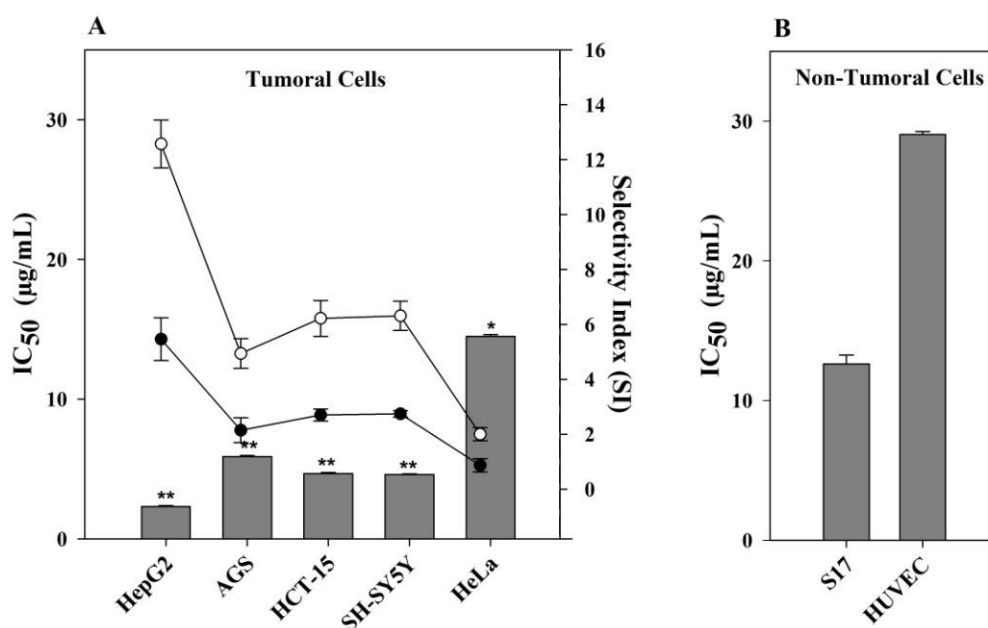 A
Tumoral Cells
IC50 (µg/mL)
30
20
10
0
16
14
12
10
8
6
4
2
0
Selectivity Index (SI)
**
**
**
**
*
HepG2
AGS
HCT-15
SH-SY5Y
HeLa
B
Non-Tumoral Cells
IC50 (µg/mL)
30
20
10
0
S17
HUVEC